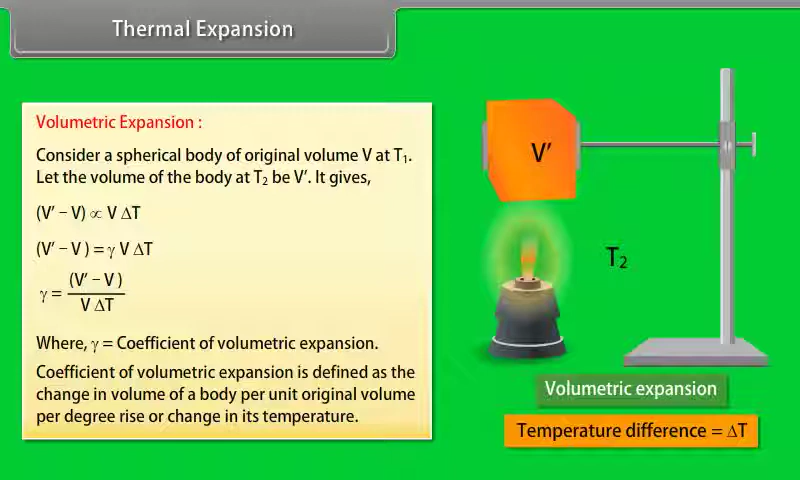 Thermal Expansion
Volumetric Expansion :
Consider a spherical body of original volume V at T₁.
Let the volume of the body at T₂ be V′. It gives,
(V′ − V) ∝ V ΔT
(V′ − V ) = γ V ΔT
γ = (V′ − V ) / V ΔT
Where, γ = Coefficient of volumetric expansion.
Coefficient of volumetric expansion is defined as the
change in volume of a body per unit original volume
per degree rise or change in its temperature.
V′
T₂
Volumetric expansion
Temperature difference = ΔT